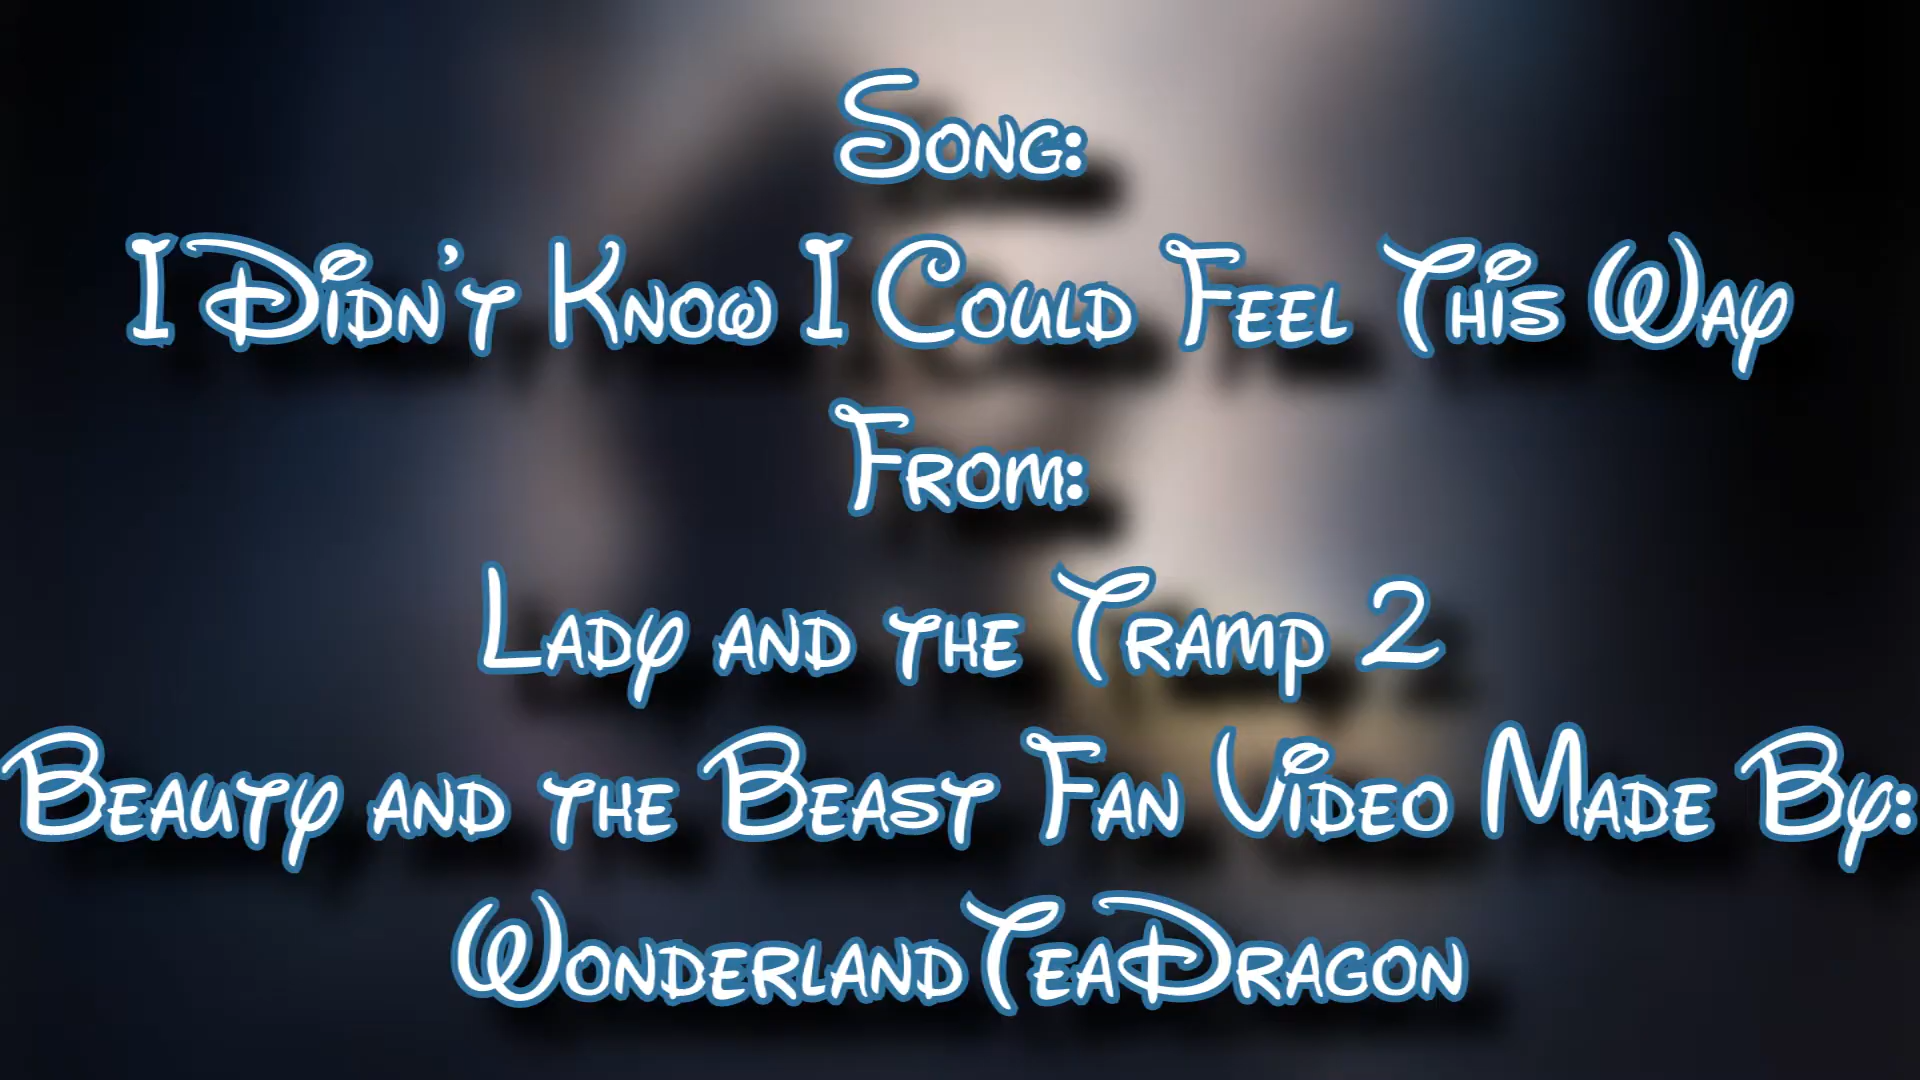 Song:
I Didn't Know I Could Feel This Way
From:
Lady and the Tramp 2
Beauty and the Beast Fan Video Made By:
WonderlandTeaDragon